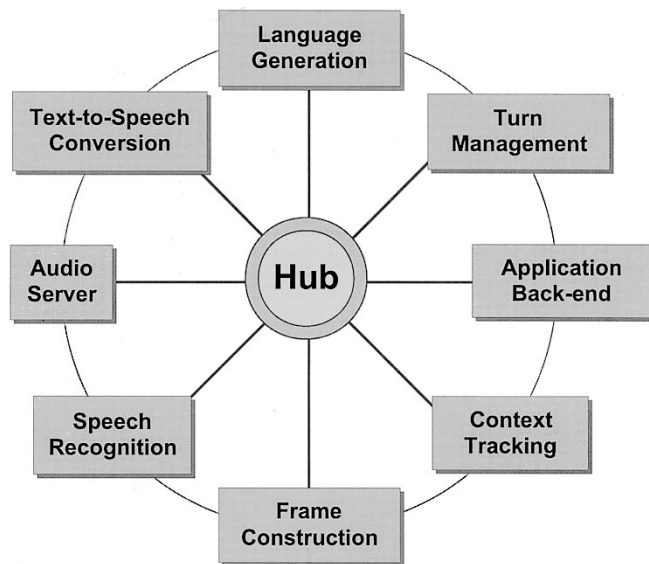 Language
Generation
Text-to-Speech
Conversion
Turn
Management
Audio
Server
Hub
Application
Back-end
Speech
Recognition
Context
Tracking
Frame
Construction